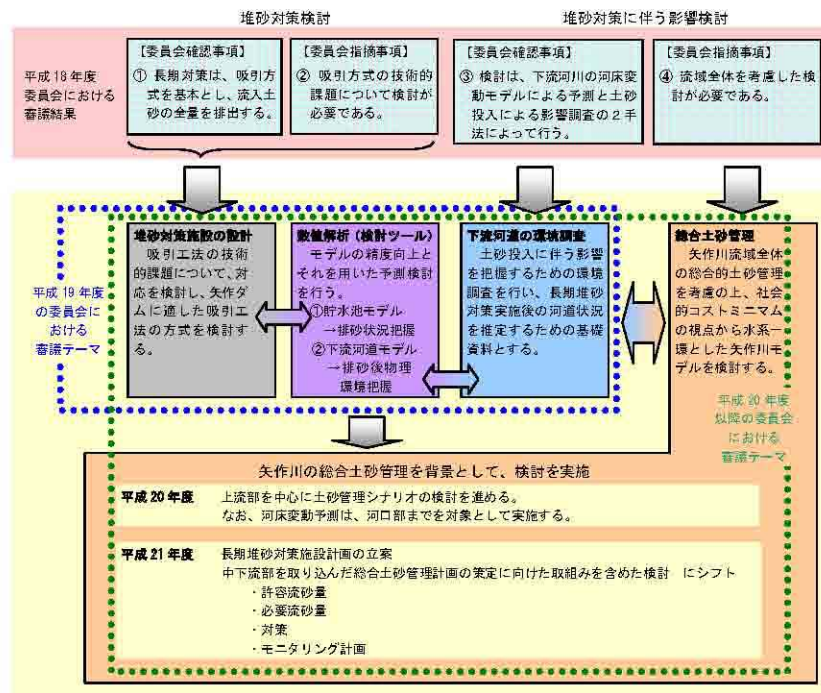 堆砂対策検討
堆砂対策に伴う影響検討
平成18年度
委員会における
審議結果
【委員会確認事項】
① 長期対策は、吸引方
式を基本とし、流入土
砂の全量を排出する。
【委員会指摘事項】
② 吸引方式の技術的
課題について検討が
必要である。
【委員会確認事項】
③ 検討は、下流河川の河床変
動モデルによる予測と土砂
投入による影響調査の2手
法によって行う。
【委員会指摘事項】
④ 流域全体を考慮した検
討が必要である。
平成19年度
の委員会に
おける
審議テーマ
堆砂対策施設の設計
吸引工法の技術
的課題について、対
応を検討し、矢作ダ
ムに適した吸引工
法の方式を検討す
る。
数値解析（検討ツール）
モデルの精度向上と
それを用いた予測検討
を行う。
①貯水池モデル
→排砂状況把握
②下流河道モデル
→排砂後物理
環境把握
下流河道の環境調査
土砂投入に伴う影響
を把握するための環境
調査を行い、長期堆砂
対策実施後の河道状況
を推定するための基礎
資料とする。
総合土砂管理
矢作川流域全体
の総合的土砂管理
を考慮の上、社会
的コストミニマム
の視点から水系一
環とした矢作川モ
デルを検討する。
平成20年度
以降の委員会
における
審議テーマ
矢作川の総合土砂管理を背景として、検討を実施
平成20年度 上流部を中心に土砂管理シナリオの検討を進める。
なお、河床変動予測は、河口部までを対象として実施する。
平成21年度 長期堆砂対策施設計画の立案
中下流部を取り込んだ総合土砂管理計画の策定に向けた取組みを含めた検討 にシフト
・許容流砂量
・必要流砂量
・対策
・モニタリング計画